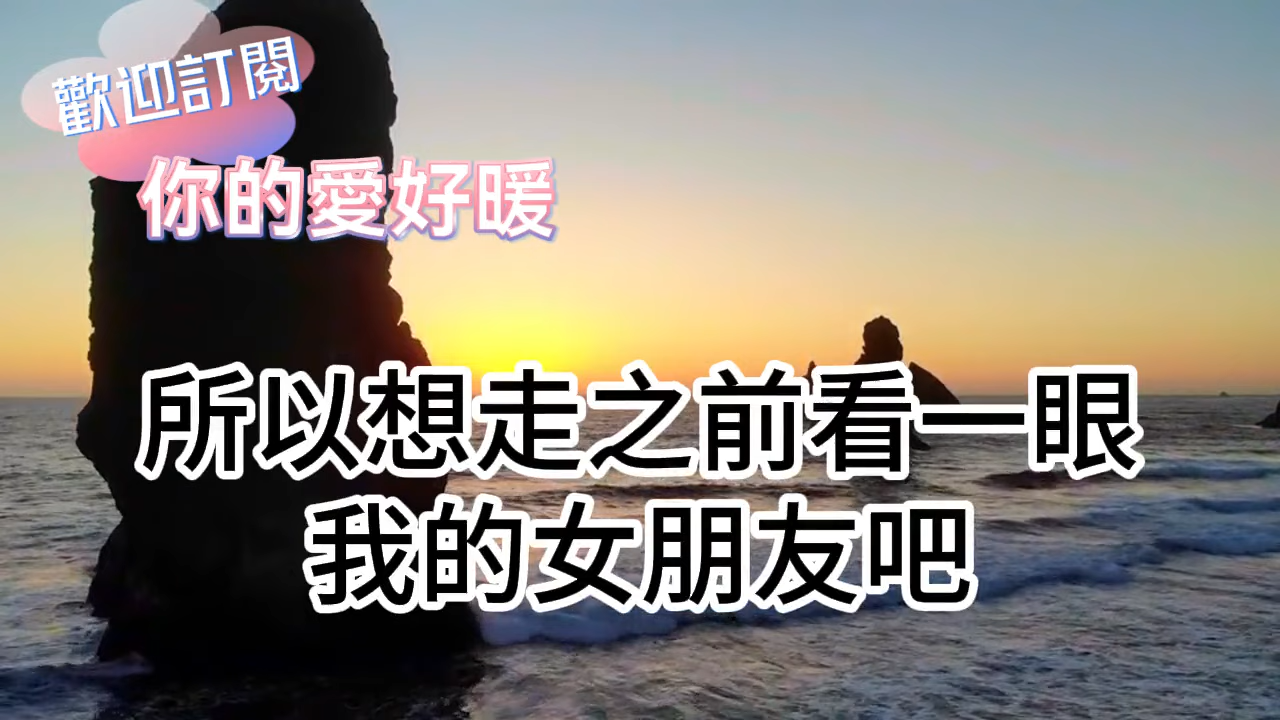 歡迎訂閱
你的愛好暖
所以想走之前看一眼
我的女朋友吧